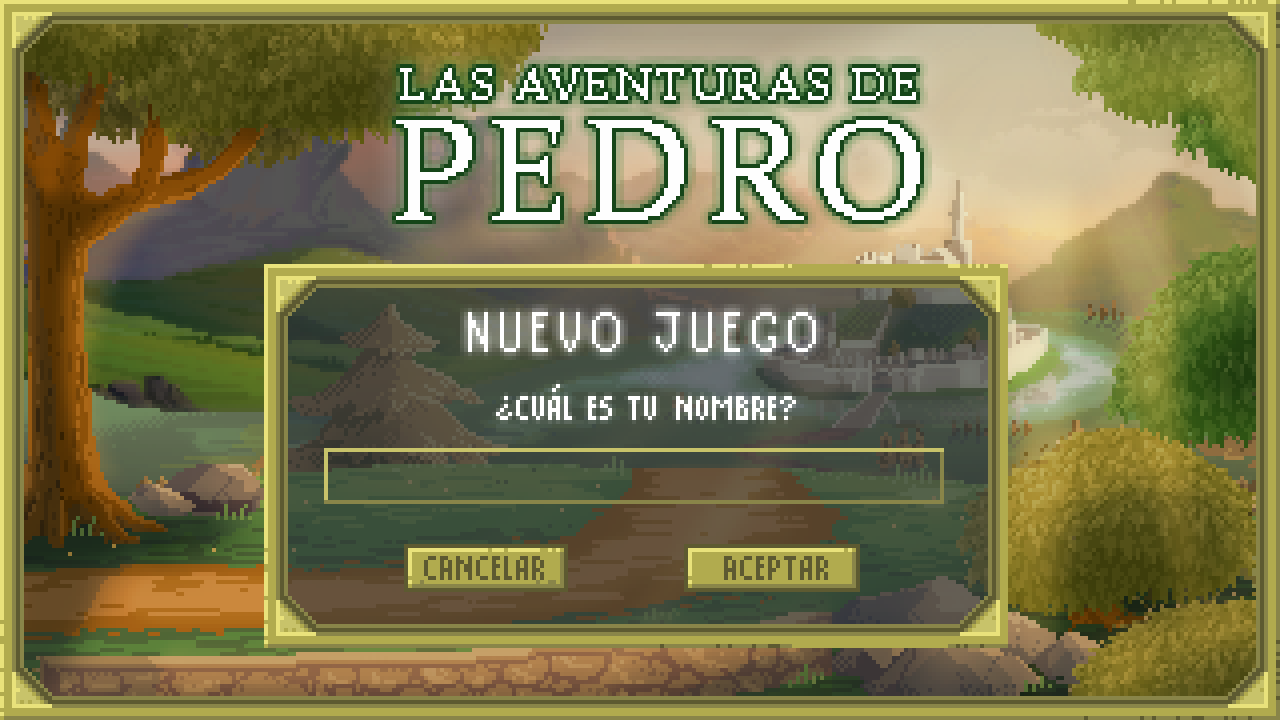 LAS AVENTURAS DE
PEDRO
NUEVO JUEGO
¿CUÁL ES TU NOMBRE?
CANCELAR
ACEPTAR